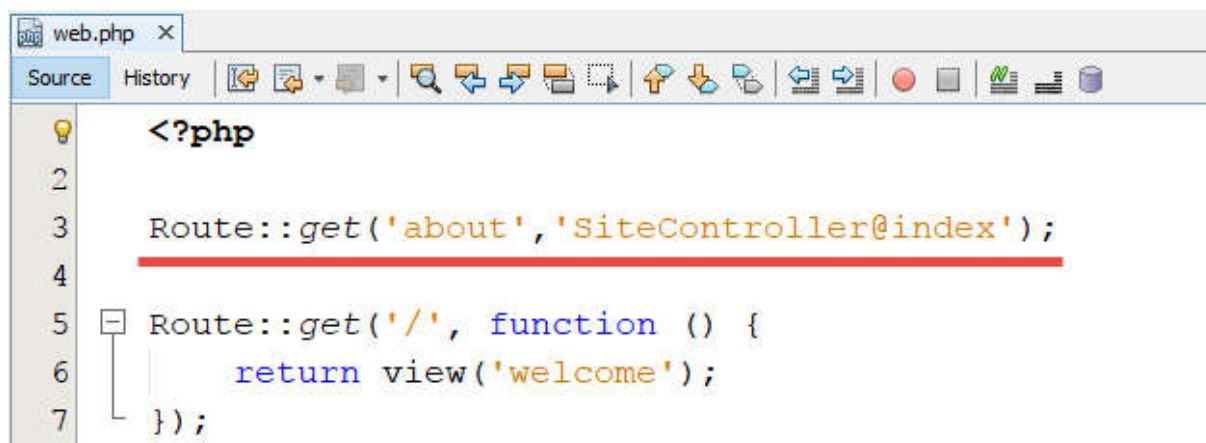 web.php
Source History
<?php
2
3 Route::get('about','SiteController@index');
4
5 Route::get('/', function () {
6 return view('welcome');
7 });